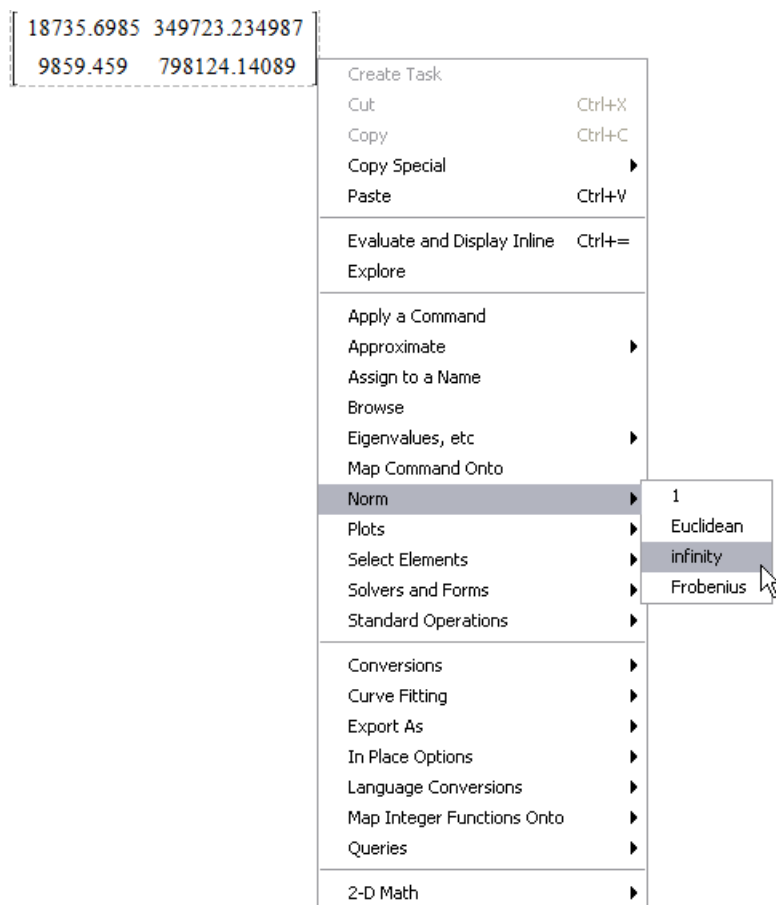 18735.6985 349723.234987
9859.459 798124.14089
Create Task
Cut Ctrl+X
Copy Ctrl+C
Copy Special
Paste Ctrl+V
Evaluate and Display Inline Ctrl+=
Explore
Apply a Command
Approximate
Assign to a Name
Browse
Eigenvalues, etc
Map Command Onto
Norm 1
Plots Euclidean
Select Elements infinity
Solvers and Forms Frobenius
Standard Operations
Conversions
Curve Fitting
Export As
In Place Options
Language Conversions
Map Integer Functions Onto
Queries
2-D Math